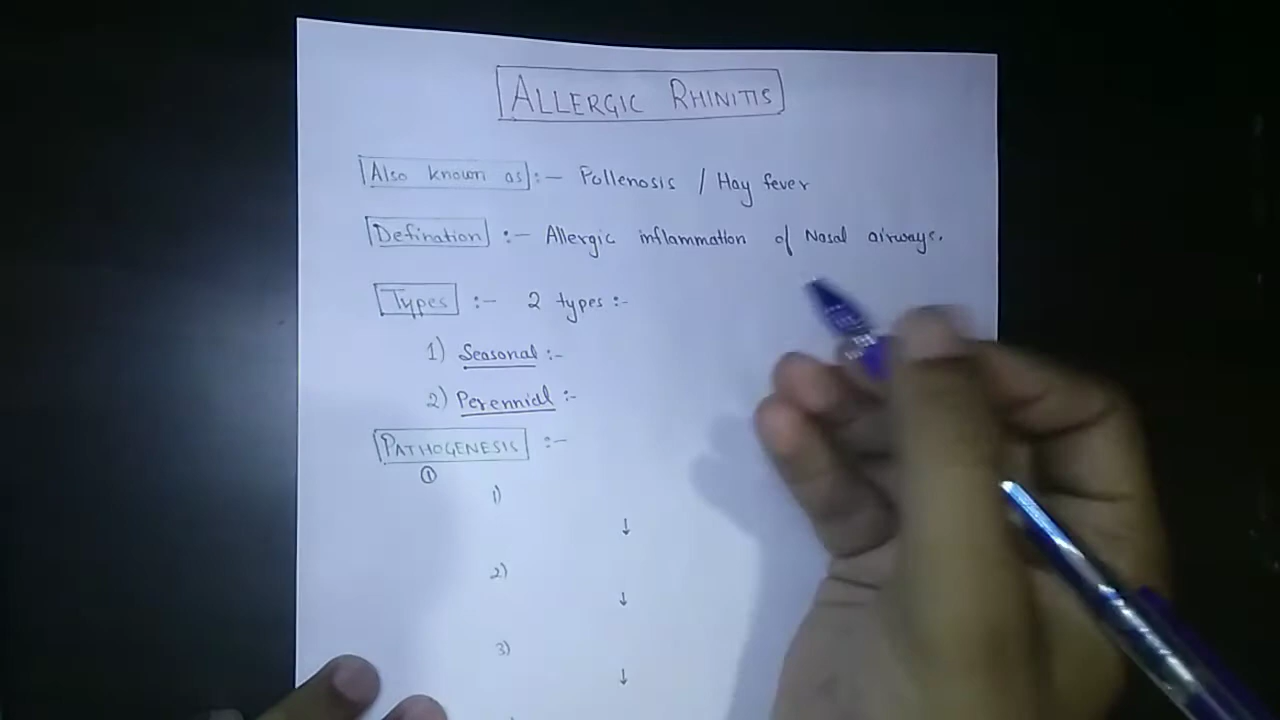 ALLERGIC RHINITIS
Also known as :- Pollenosis / Hay fever
Defination :- Allergic inflammation of Nasal airways.
Types :- 2 types :-
1) Seasonal :-
2) Perennial :-
PATHOGENESIS :-
①
1)
↓
2)
↓
3)
↓